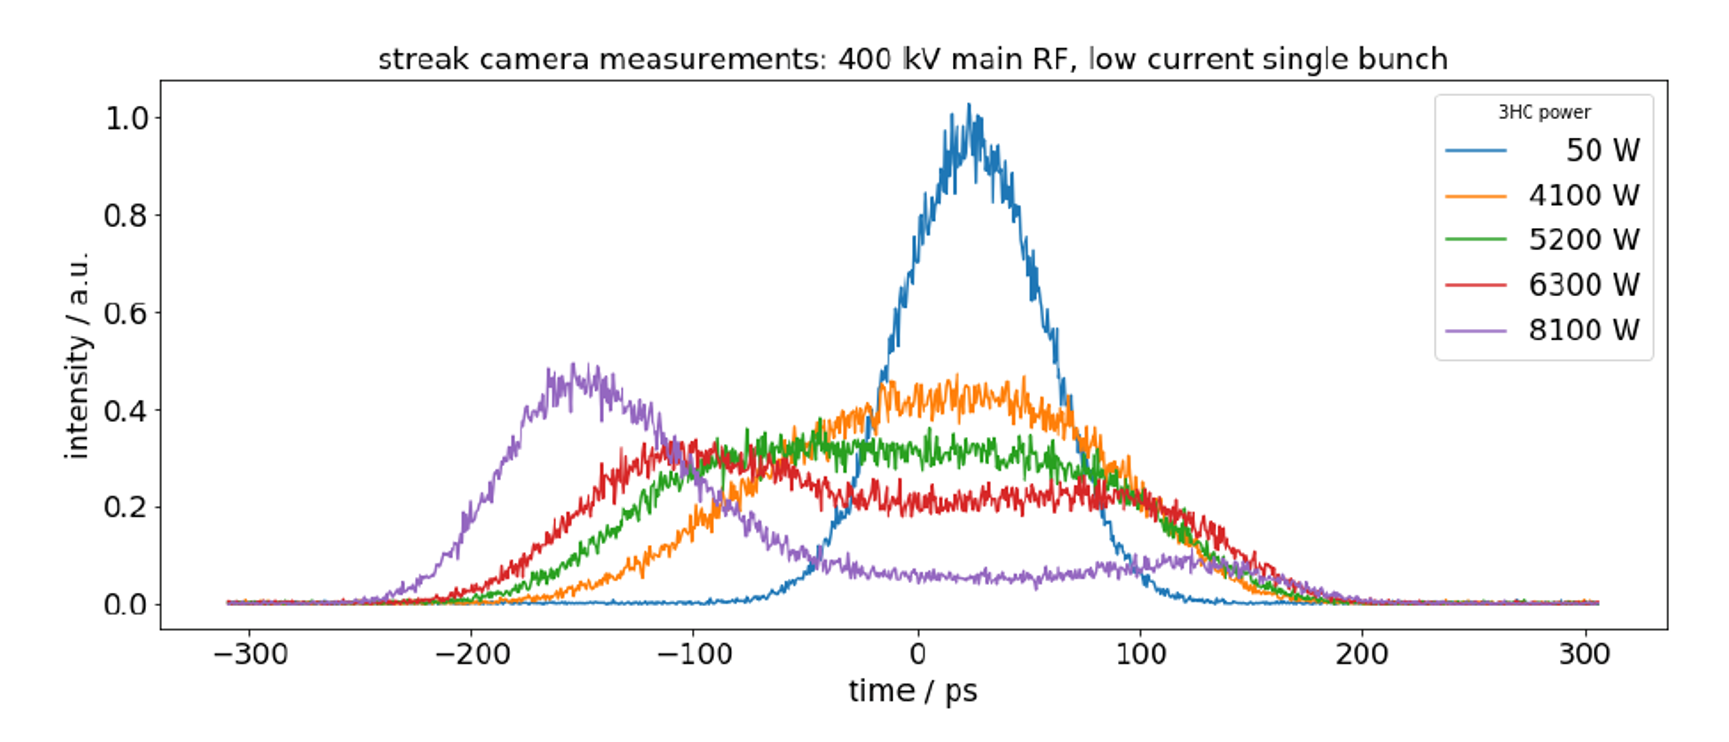 streak camera measurements: 400 kV main RF, low current single bunch
3HC power
50 W
4100 W
5200 W
6300 W
8100 W
intensity / a.u.
1.0
0.8
0.6
0.4
0.2
0.0
−300 −200 −100 0 100 200 300
time / ps